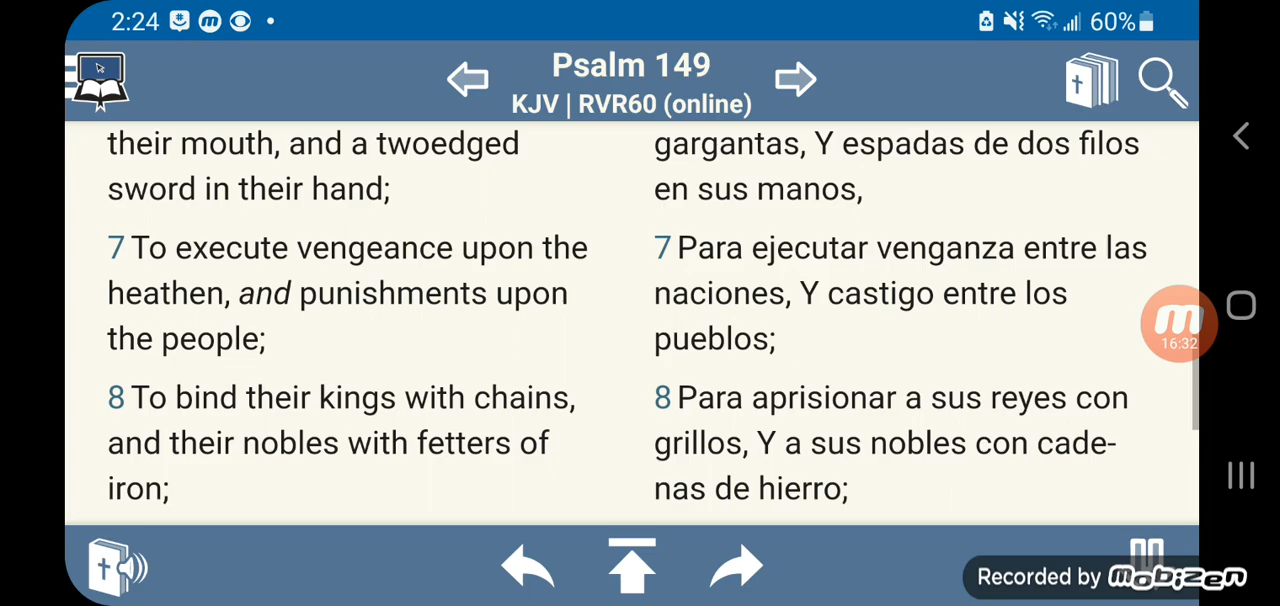 2:24
60%
Psalm 149
KJV | RVR60 (online)
their mouth, and a twoedged
sword in their hand;
7 To execute vengeance upon the
heathen, and punishments upon
the people;
8 To bind their kings with chains,
and their nobles with fetters of
iron;
gargantas, Y espadas de dos filos
en sus manos,
7 Para ejecutar venganza entre las
naciones, Y castigo entre los
pueblos;
8 Para aprisionar a sus reyes con
grillos, Y a sus nobles con cade-
nas de hierro;
m
16:32
Recorded by Mobizen